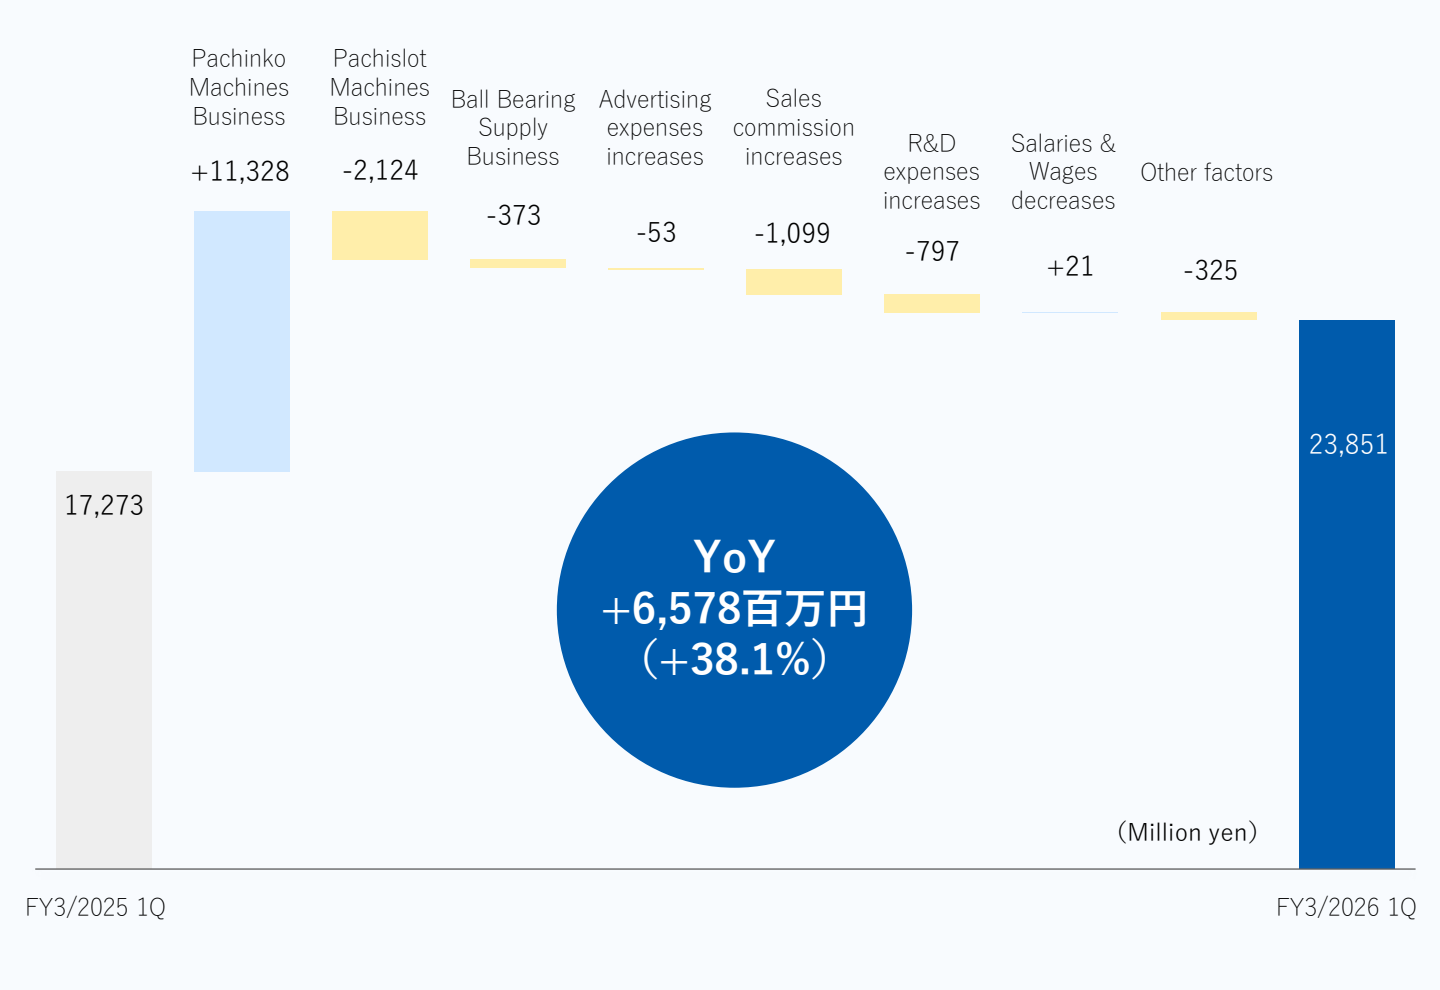 Pachinko
Machines
Business
+11,328
Pachislot
Machines
Business
-2,124
Ball Bearing
Supply
Business
-373
Advertising
expenses
increases
-53
Sales
commission
increases
-1,099
R&D
expenses
increases
-797
Salaries &
Wages
decreases
+21
Other factors
-325
17,273
23,851
YoY
+6,578百万円
（+38.1%）
（Million yen）
FY3/2025 1Q
FY3/2026 1Q